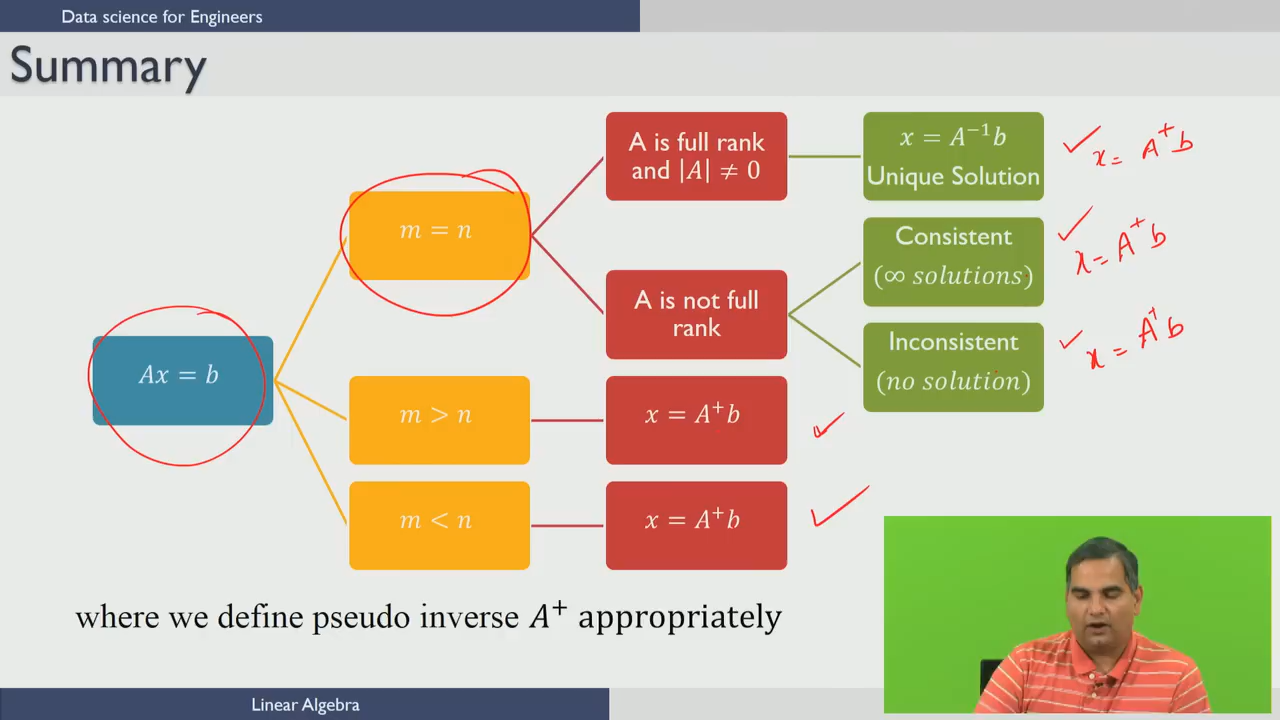 Data science for Engineers
Summary
Ax = b
m = n
m > n
m < n
A is full rank
and |A| ≠ 0
A is not full
rank
x = A⁺b
x = A⁺b
x = A⁻¹b
Unique Solution
Consistent
(∞ solutions)
Inconsistent
(no solution)
x = A⁺b
x = A⁺b
x = A⁺b
where we define pseudo inverse A⁺ appropriately
Linear Algebra